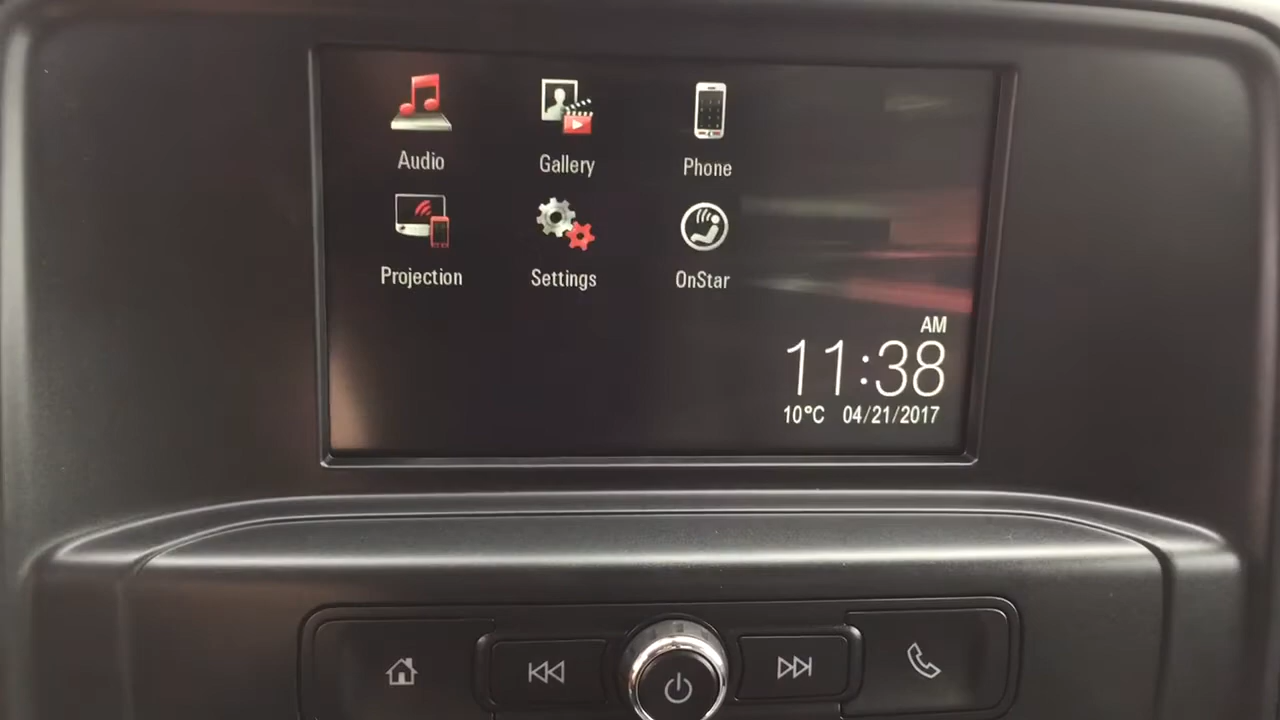 Audio Gallery Phone
Projection Settings OnStar
AM
11:38
10°C 04/21/2017